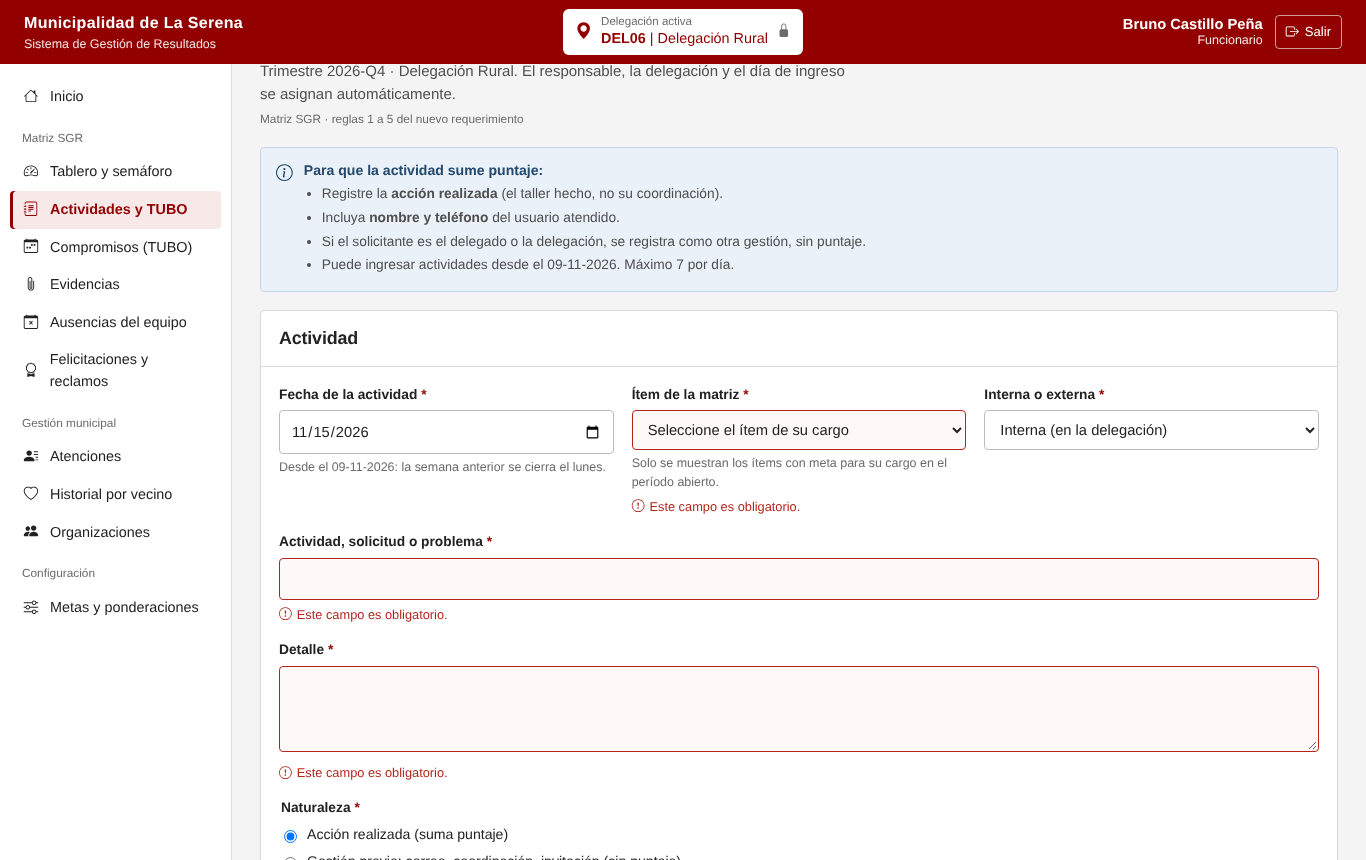 Municipalidad de La Serena
Sistema de Gestión de Resultados
Delegación activa
DEL06 | Delegación Rural
Bruno Castillo Peña
Funcionario
Salir
Inicio
Matriz SGR
Tablero y semáforo
Actividades y TUBO
Compromisos (TUBO)
Evidencias
Ausencias del equipo
Felicitaciones y
reclamos
Gestión municipal
Atenciones
Historial por vecino
Organizaciones
Configuración
Metas y ponderaciones
Trimestre 2026-Q4 · Delegación Rural. El responsable, la delegación y el día de ingreso
se asignan automáticamente.
Matriz SGR · reglas 1 a 5 del nuevo requerimiento
Para que la actividad sume puntaje:
• Registre la acción realizada (el taller hecho, no su coordinación).
• Incluya nombre y teléfono del usuario atendido.
• Si el solicitante es el delegado o la delegación, se registra como otra gestión, sin puntaje.
• Puede ingresar actividades desde el 09-11-2026. Máximo 7 por día.
Actividad
Fecha de la actividad *
11/15/2026
Desde el 09-11-2026: la semana anterior se cierra el lunes.
Ítem de la matriz *
Seleccione el ítem de su cargo
Solo se muestran los ítems con meta para su cargo en el
período abierto.
Este campo es obligatorio.
Interna o externa *
Interna (en la delegación)
Actividad, solicitud o problema *
Este campo es obligatorio.
Detalle *
Este campo es obligatorio.
Naturaleza *
Acción realizada (suma puntaje)
Gestión previa: correo, coordinación, invitación (sin puntaje)